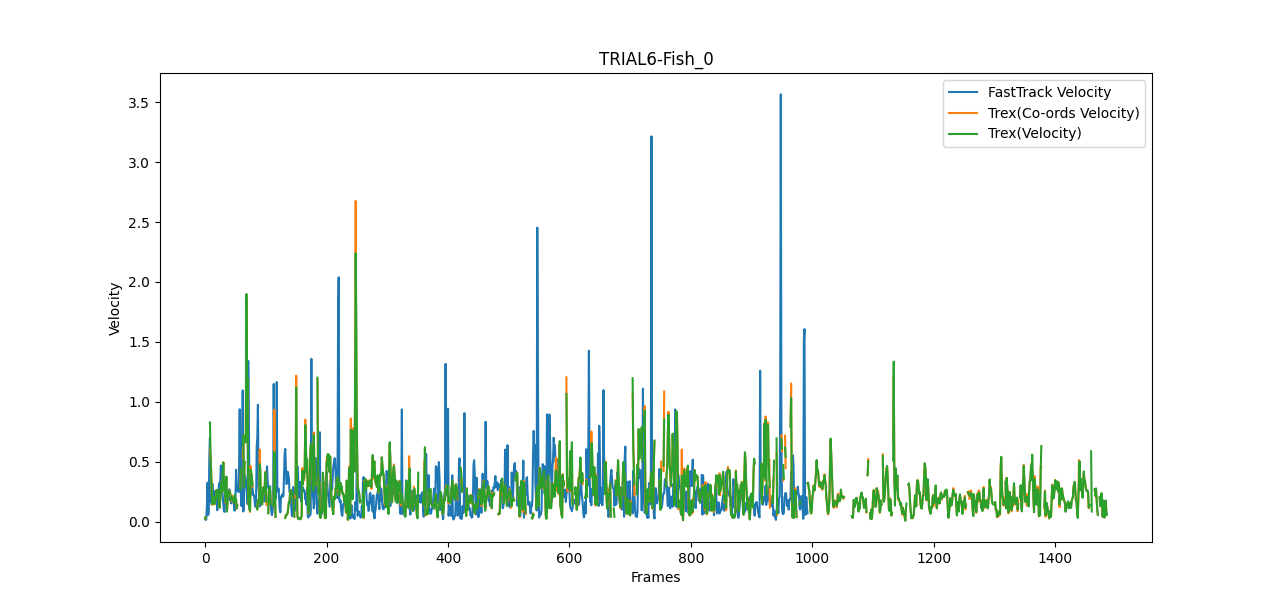 TRIAL6-Fish_0
FastTrack Velocity
Trex(Co-ords Velocity)
Trex(Velocity)
3.5
3.0
2.5
2.0
1.5
1.0
0.5
0.0
Velocity
0 200 400 600 800 1000 1200 1400
Frames